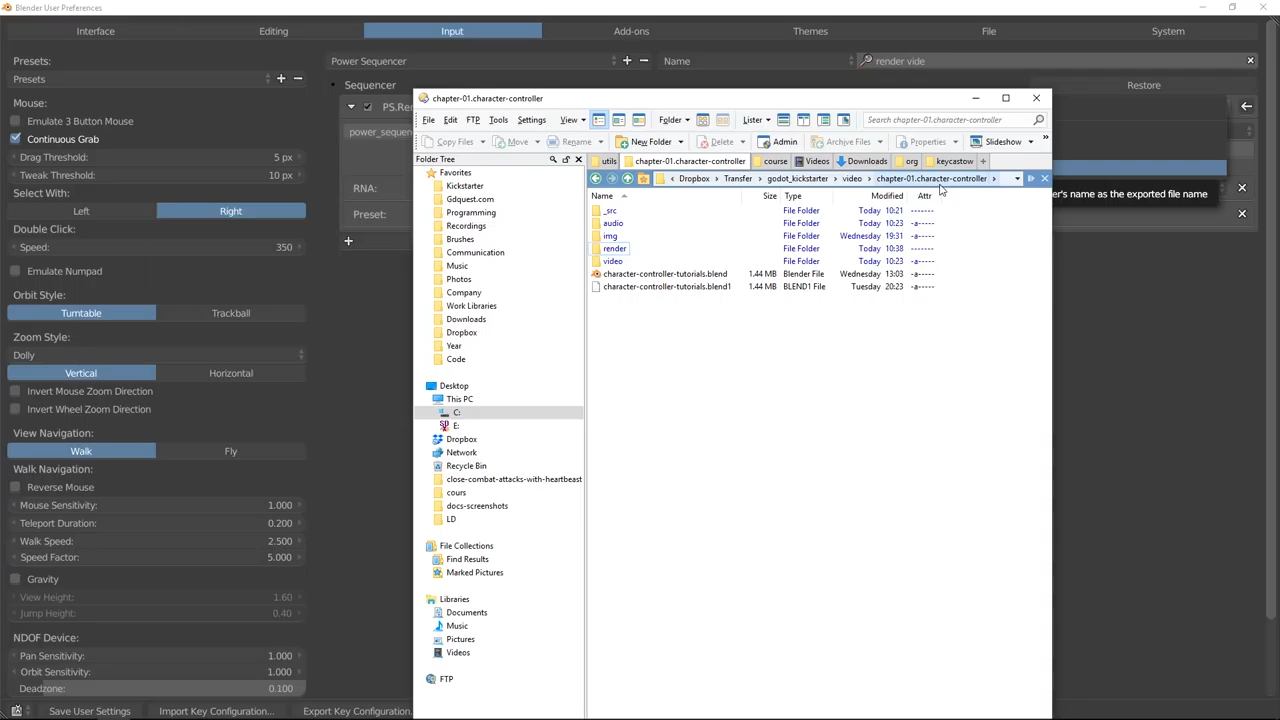 Blender User Preferences
Interface Editing Input Add-ons Themes File System
Presets:
Presets
Mouse:
Emulate 3 Button Mouse
Continuous Grab
Drag Threshold: 5 px
Tweak Threshold: 10 px
Select With:
Left Right
Double Click:
Speed: 350
Emulate Numpad
Orbit Style:
Turntable Trackball
Zoom Style:
Dolly
Vertical Horizontal
Invert Mouse Zoom Direction
Invert Wheel Zoom Direction
View Navigation:
Walk Fly
Walk Navigation:
Reverse Mouse
Mouse Sensitivity: 1.000
Teleport Duration: 0.200
Walk Speed: 2.500
Speed Factor: 5.000
Gravity
View Height: 1.60
Jump Height: 0.40
NDOF Device:
Pan Sensitivity: 1.000
Orbit Sensitivity: 1.000
Deadzone: 0.100
Save User Settings Import Key Configuration... Export Key Configuration.
Power Sequencer Name render vide
Sequencer Restore
PS.Re
power_sequen
RNA:
Preset:
er's name as the exported file name
chapter-01.character-controller
File Edit FTP Tools Settings View Folder Lister Search chapter-01.character-controller
Copy Files Move Rename New Folder Delete Admin Archive Files Properties Slideshow
Folder Tree
utils chapter-01.character-controller course Videos Downloads org keycastow
Dropbox Transfer godot_kickstarter video chapter-01.character-controller
Name Size Type Modified Attr
_src File Folder Today 10:21 -------
audio File Folder Today 10:23 -a-----
img File Folder Wednesday 19:31 -a-----
render File Folder Today 10:38 -------
video File Folder Today 10:23 -a-----
character-controller-tutorials.blend 1.44 MB Blender File Wednesday 13:03 -a-----
character-controller-tutorials.blend1 1.44 MB BLEND1 File Tuesday 20:23 -a-----
Favorites
Kickstarter
Gdquest.com
Programming
Recordings
Brushes
Communication
Music
Photos
Company
Work Libraries
Downloads
Dropbox
Year
Code
Desktop
This PC
C:
E:
Dropbox
Network
Recycle Bin
close-combat-attacks-with-heartbeast
cours
docs-screenshots
LD
File Collections
Find Results
Marked Pictures
Libraries
Documents
Music
Pictures
Videos
FTP